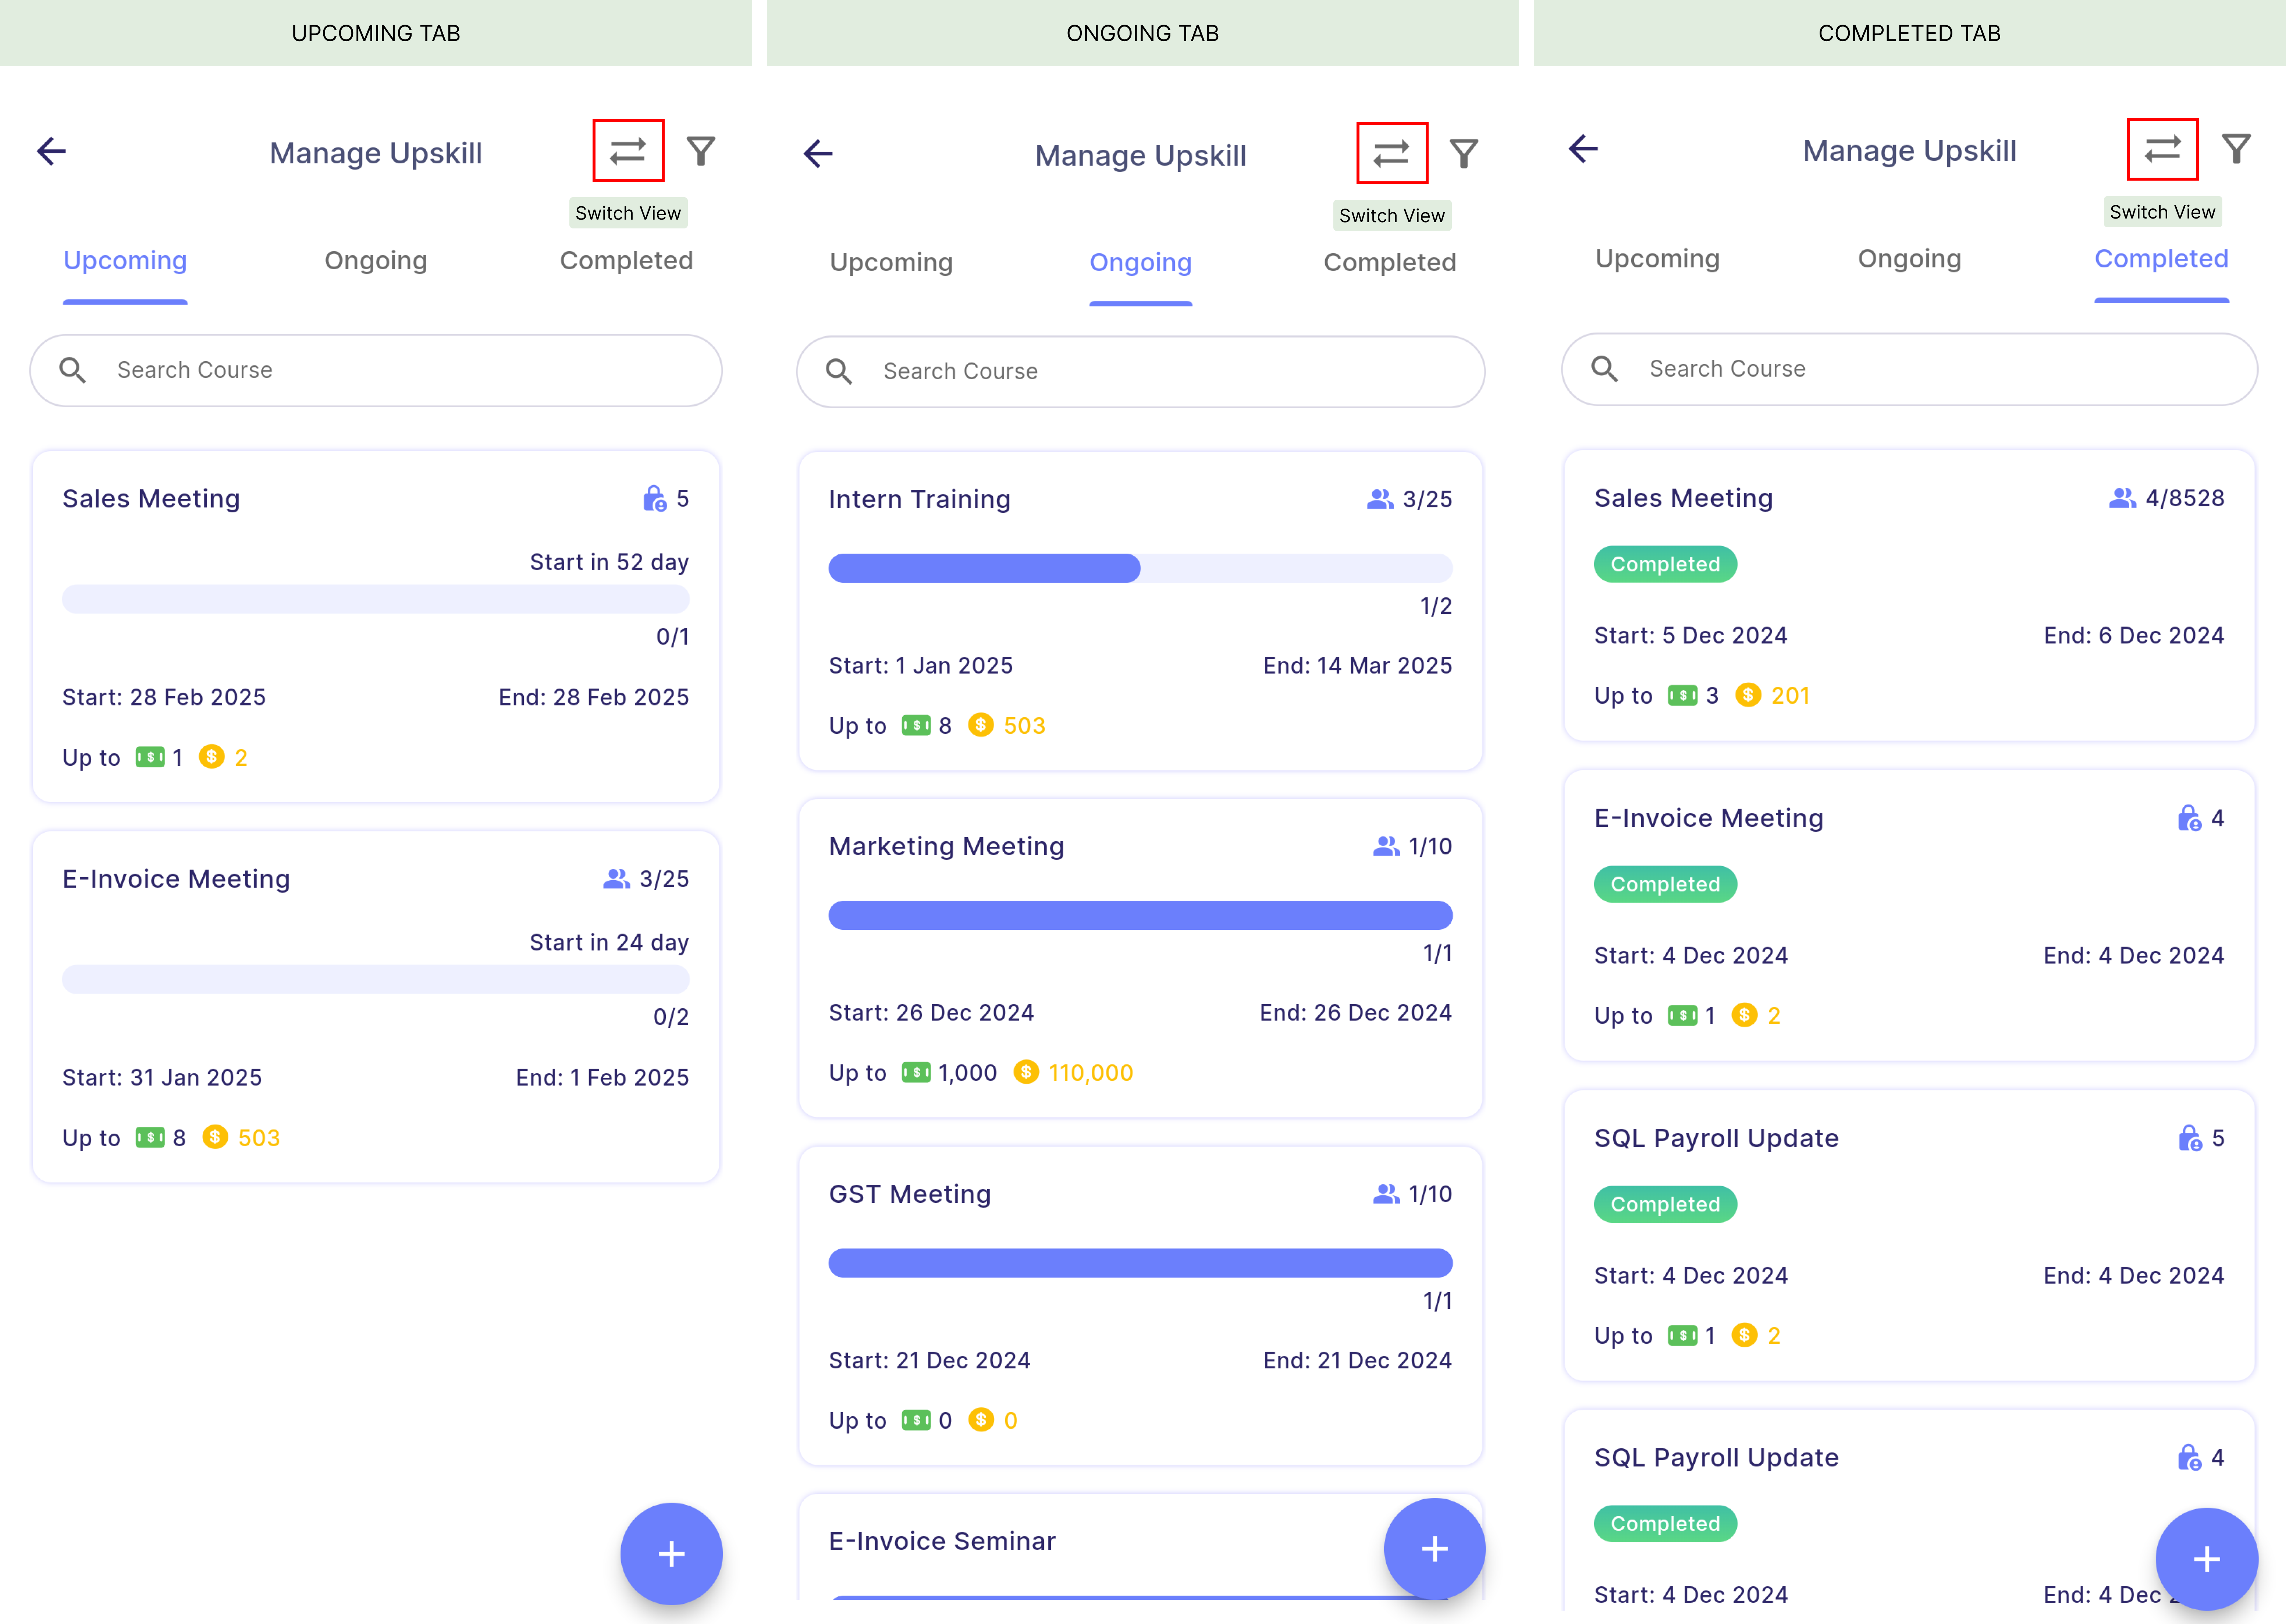 UPCOMING TAB
Manage Upskill
Switch View
Upcoming Ongoing Completed
Search Course
Sales Meeting 5
Start in 52 day
0/1
Start: 28 Feb 2025 End: 28 Feb 2025
Up to $ 1 $ 2
E-Invoice Meeting 3/25
Start in 24 day
0/2
Start: 31 Jan 2025 End: 1 Feb 2025
Up to $ 8 $ 503
+
ONGOING TAB
Manage Upskill
Switch View
Upcoming Ongoing Completed
Search Course
Intern Training 3/25
1/2
Start: 1 Jan 2025 End: 14 Mar 2025
Up to $ 8 $ 503
Marketing Meeting 1/10
1/1
Start: 26 Dec 2024 End: 26 Dec 2024
Up to $ 1,000 $ 110,000
GST Meeting 1/10
1/1
Start: 21 Dec 2024 End: 21 Dec 2024
Up to $ 0 $ 0
E-Invoice Seminar
+
COMPLETED TAB
Manage Upskill
Switch View
Upcoming Ongoing Completed
Search Course
Sales Meeting 4/8528
Completed
Start: 5 Dec 2024 End: 6 Dec 2024
Up to $ 3 $ 201
E-Invoice Meeting 4
Completed
Start: 4 Dec 2024 End: 4 Dec 2024
Up to $ 1 $ 2
SQL Payroll Update 5
Completed
Start: 4 Dec 2024 End: 4 Dec 2024
Up to $ 1 $ 2
SQL Payroll Update 4
Completed
Start: 4 Dec 2024 End: 4 Dec
+